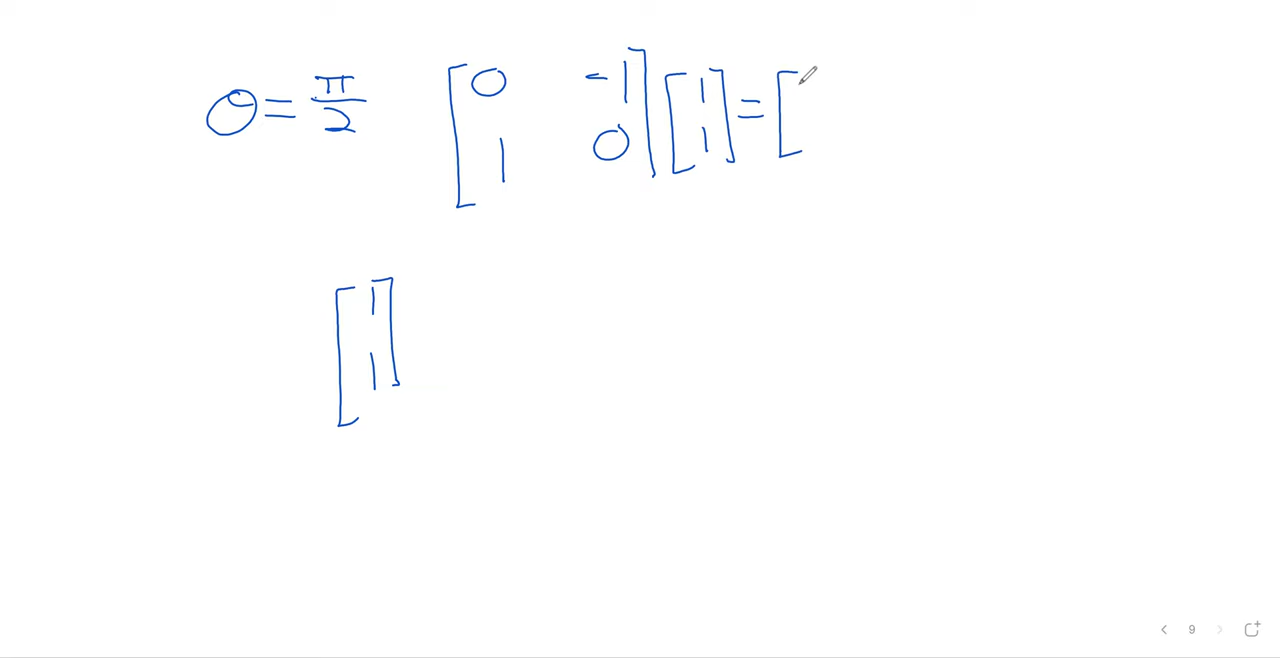 θ = π/2 [0 -1; 1 0] [1; 1] = [
[1; 1]
9